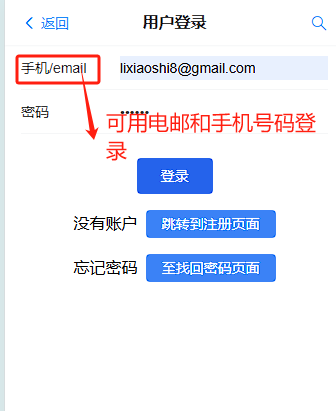 返回
用户登录
手机/email
lixiaoshi8@gmail.com
密码
••••••
可用电邮和手机号码登
录
登录
没有账户
跳转到注册页面
忘记密码
至找回密码页面